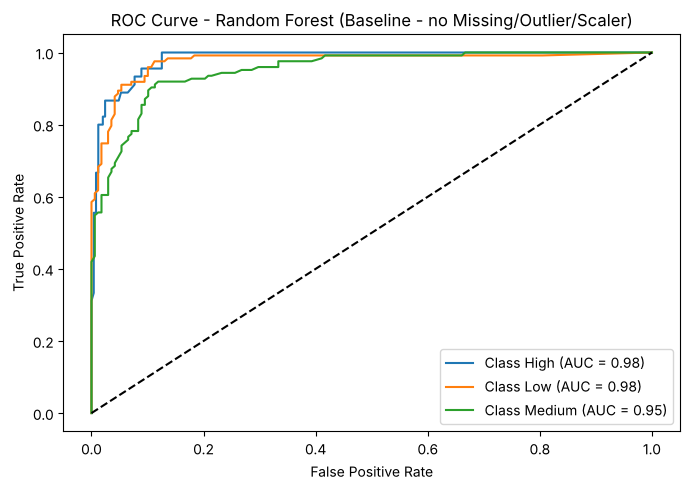 ROC Curve - Random Forest (Baseline - no Missing/Outlier/Scaler)
True Positive Rate
1.0
0.8
0.6
0.4
0.2
0.0
Class High (AUC = 0.98)
Class Low (AUC = 0.98)
Class Medium (AUC = 0.95)
0.0 0.2 0.4 0.6 0.8 1.0
False Positive Rate